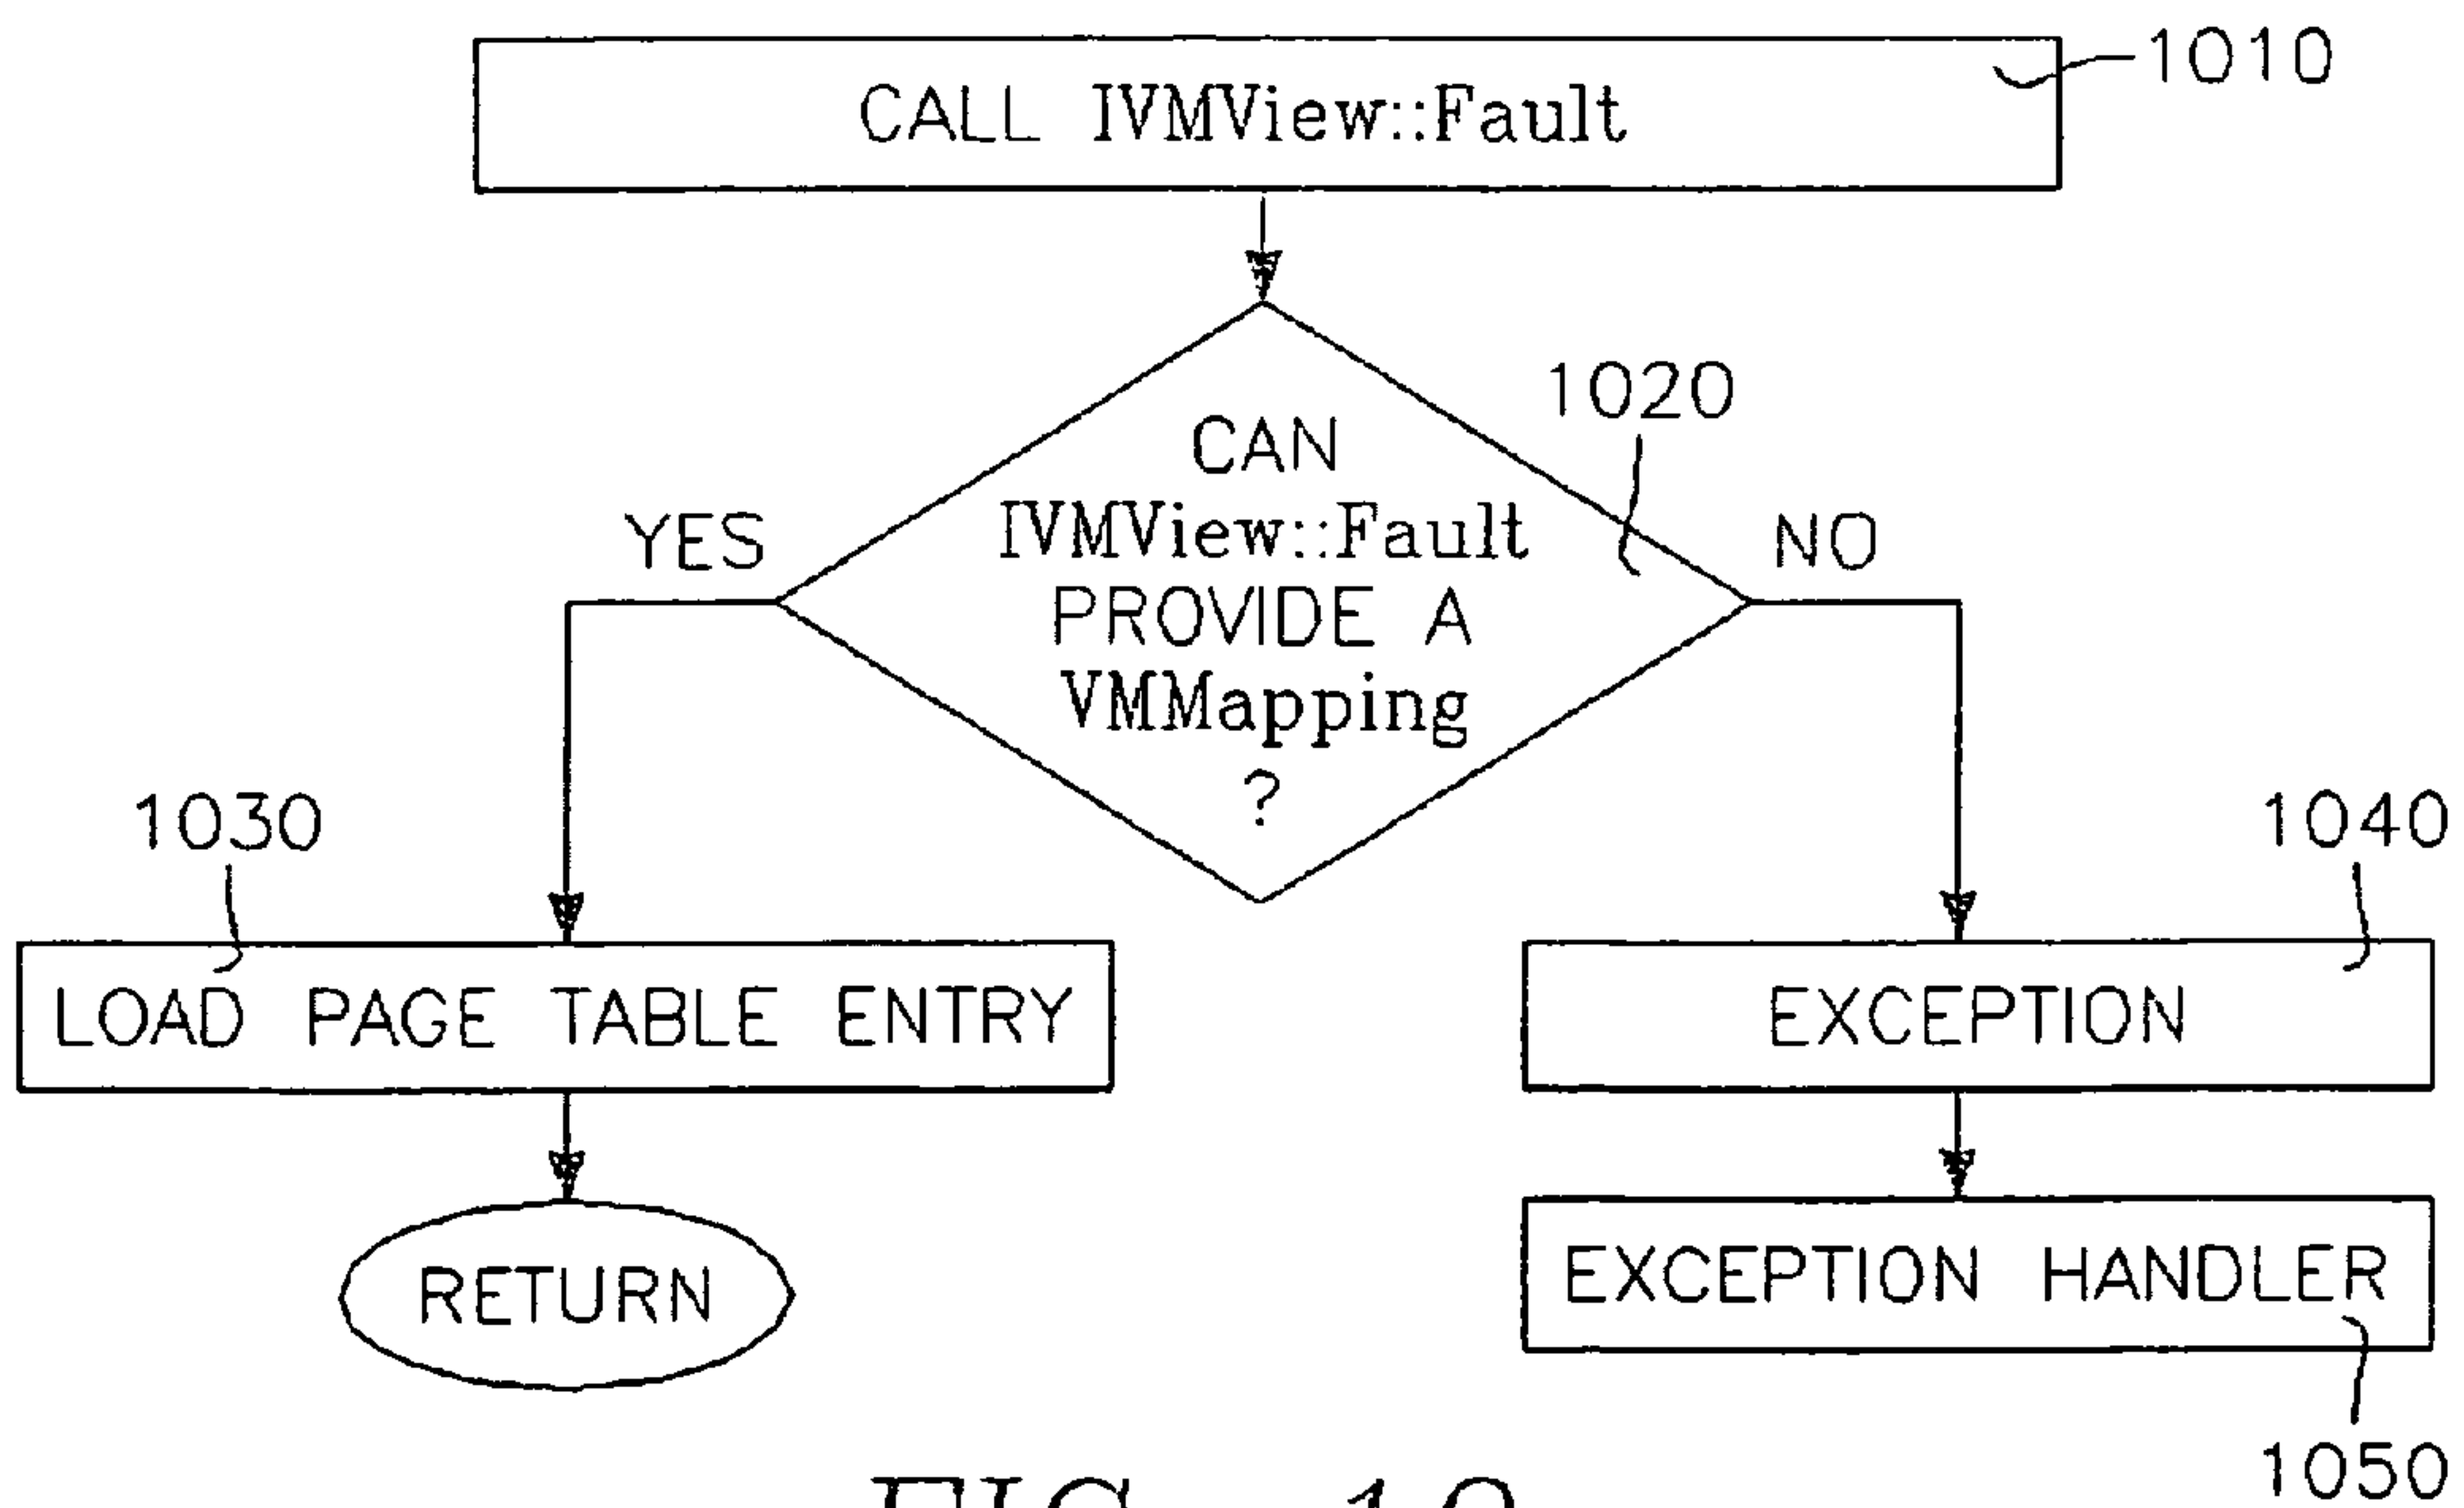 1010
CALL IVMView::Fault
1020
CAN
IVMView::Fault
PROVIDE A
VMMapping
?
YES
NO
1030
1040
LOAD PAGE TABLE ENTRY
EXCEPTION
RETURN
EXCEPTION HANDLER
1050
FIG.